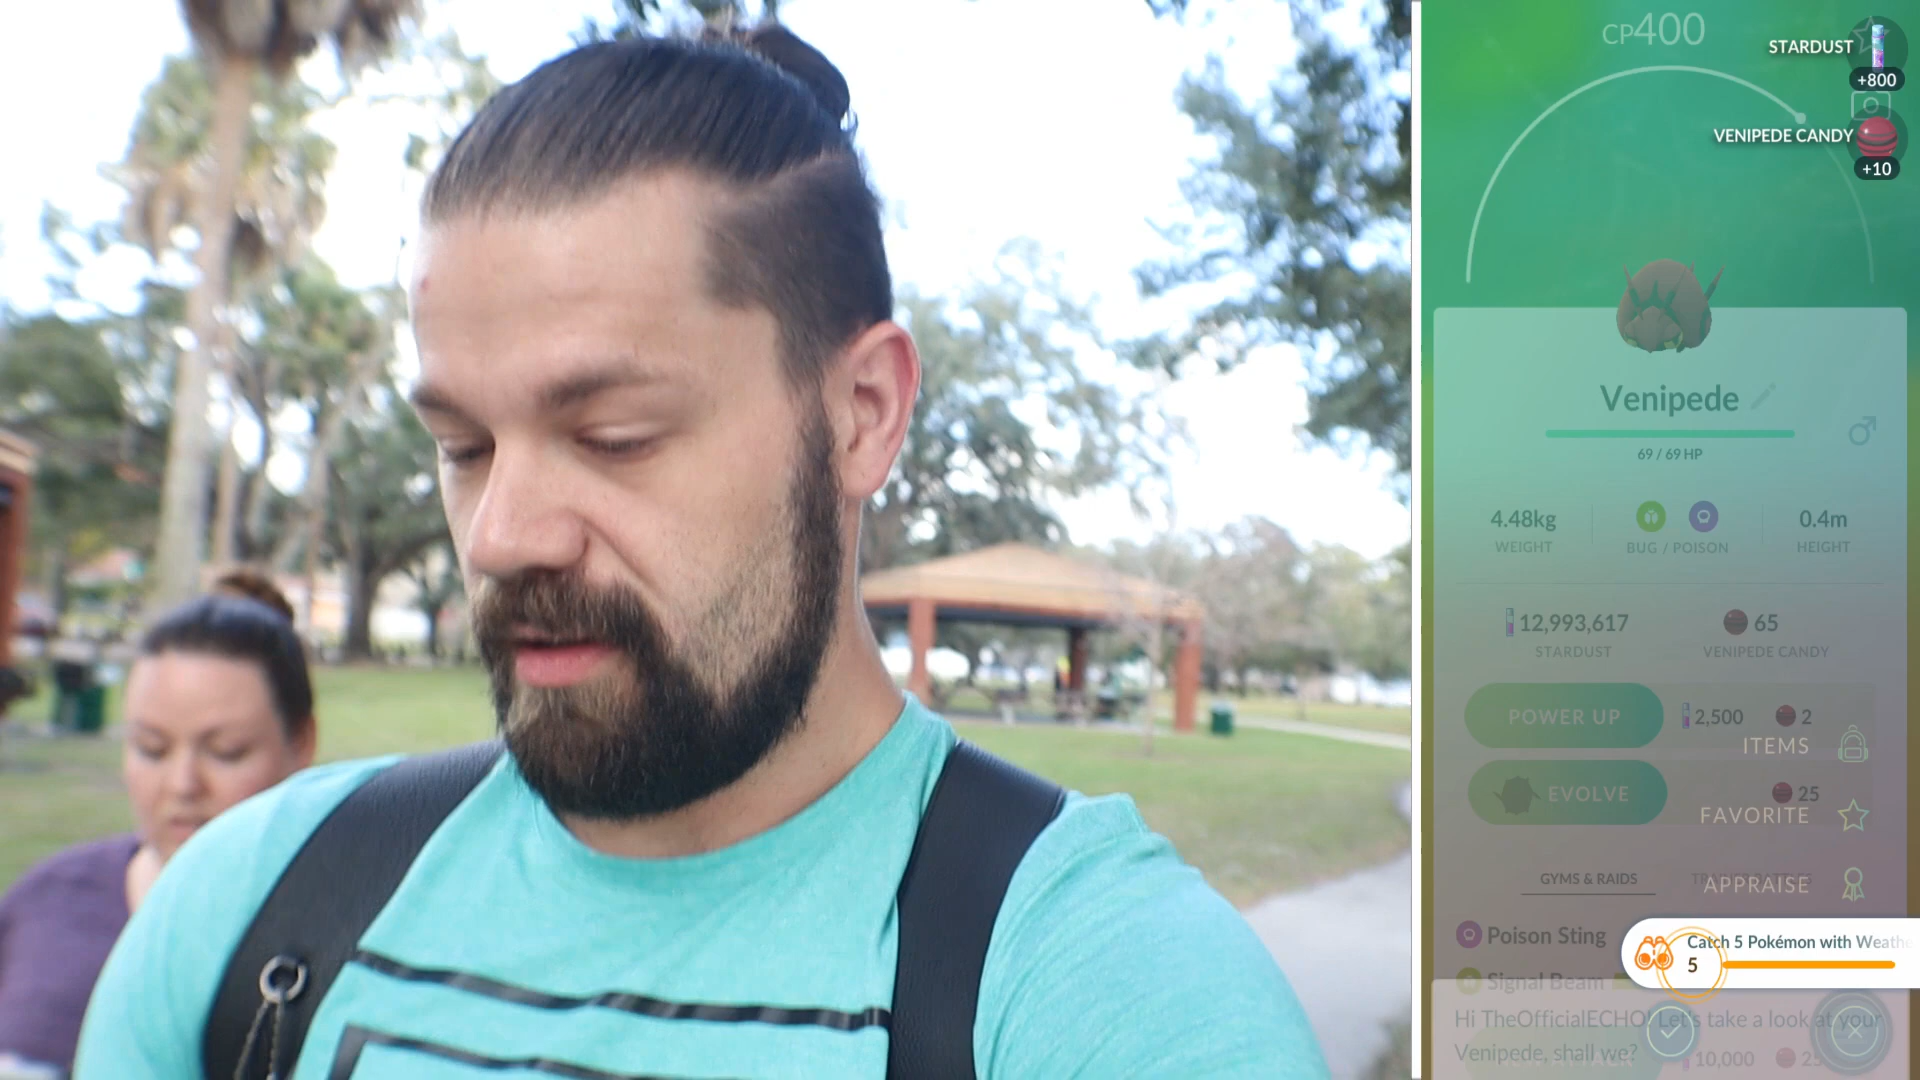 CP400
STARDUST
+800
VENIPEDE CANDY
+10
Venipede
69 / 69 HP
4.48kg
WEIGHT
BUG / POISON
0.4m
HEIGHT
12,993,617
STARDUST
65
VENIPEDE CANDY
POWER UP 2,500 2
ITEMS
EVOLVE 25
FAVORITE
GYMS & RAIDS
APPRAISE
Poison Sting
Catch 5 Pokémon with Weathe
5
Signal Beam
Hi TheOfficialECHO! Let's take a look at your
Venipede, shall we?
10,000 25